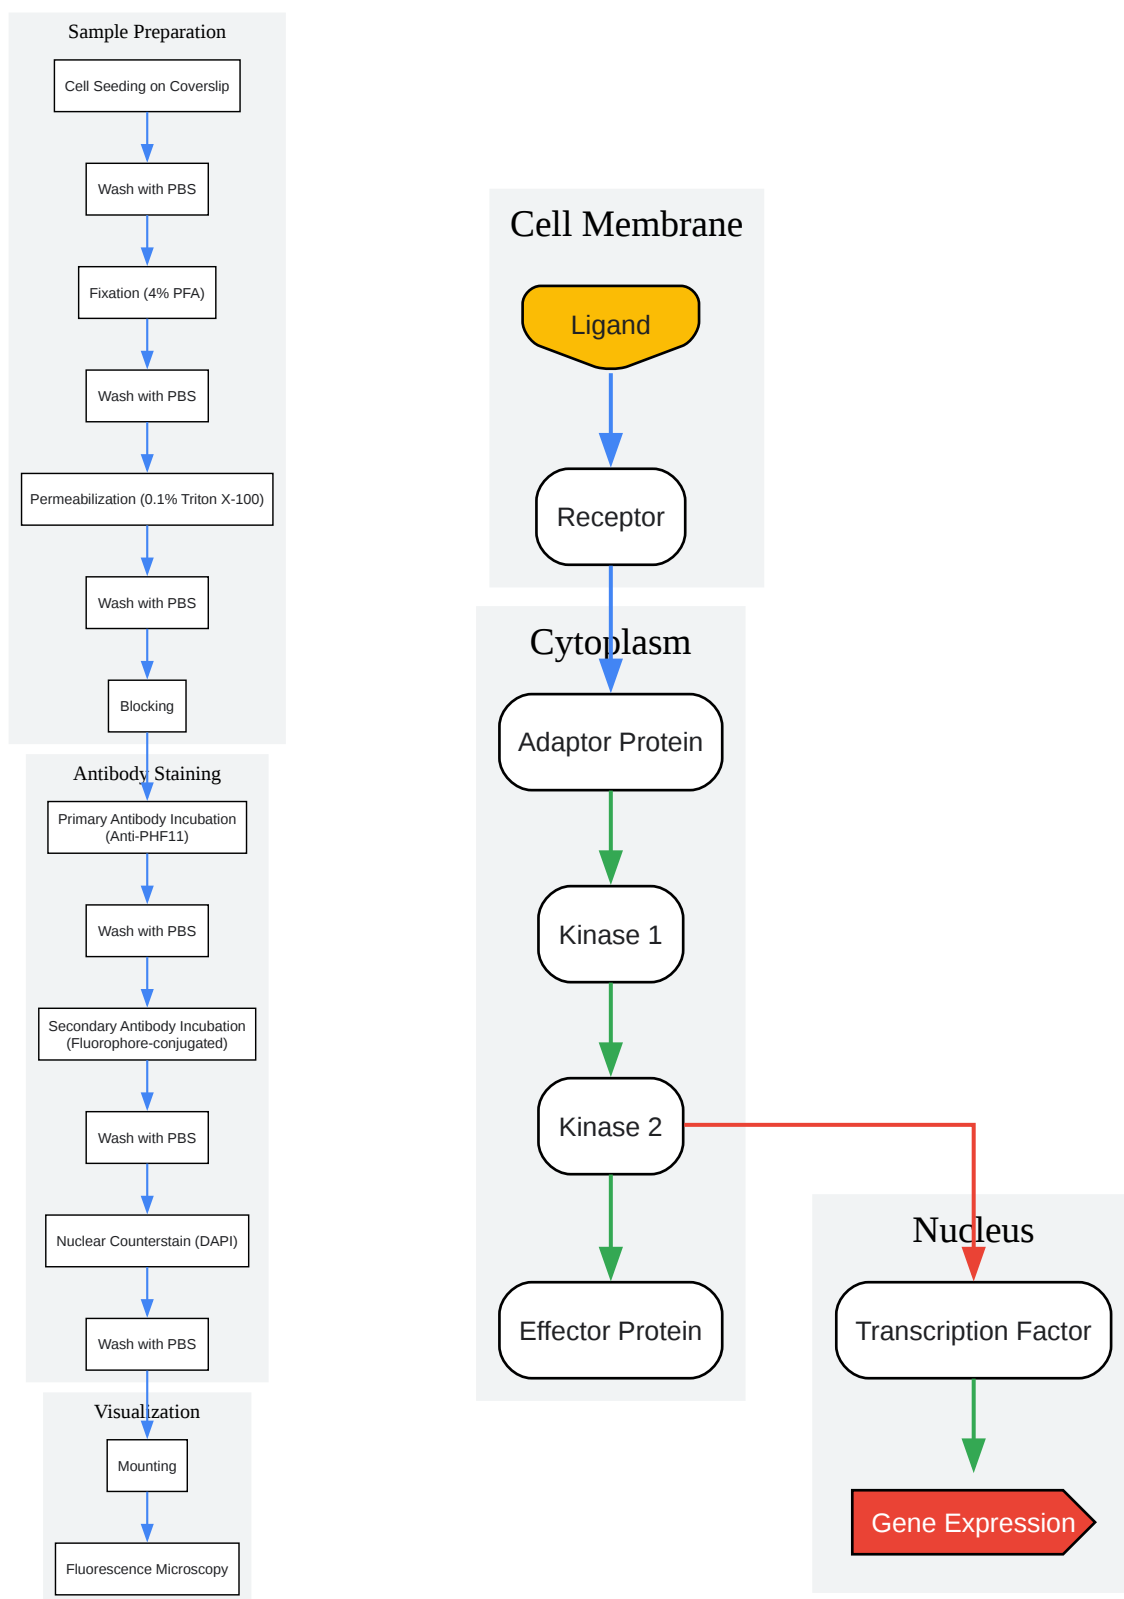 Sample Preparation
Cell Seeding on Coverslip
Wash with PBS
Fixation (4% PFA)
Wash with PBS
Permeabilization (0.1% Triton X-100)
Wash with PBS
Blocking
Antibody Staining
Primary Antibody Incubation
(Anti-PHF11)
Wash with PBS
Secondary Antibody Incubation
(Fluorophore-conjugated)
Wash with PBS
Nuclear Counterstain (DAPI)
Wash with PBS
Visualization
Mounting
Fluorescence Microscopy
Cell Membrane
Ligand
Receptor
Cytoplasm
Adaptor Protein
Kinase 1
Kinase 2
Effector Protein
Nucleus
Transcription Factor
Gene Expression